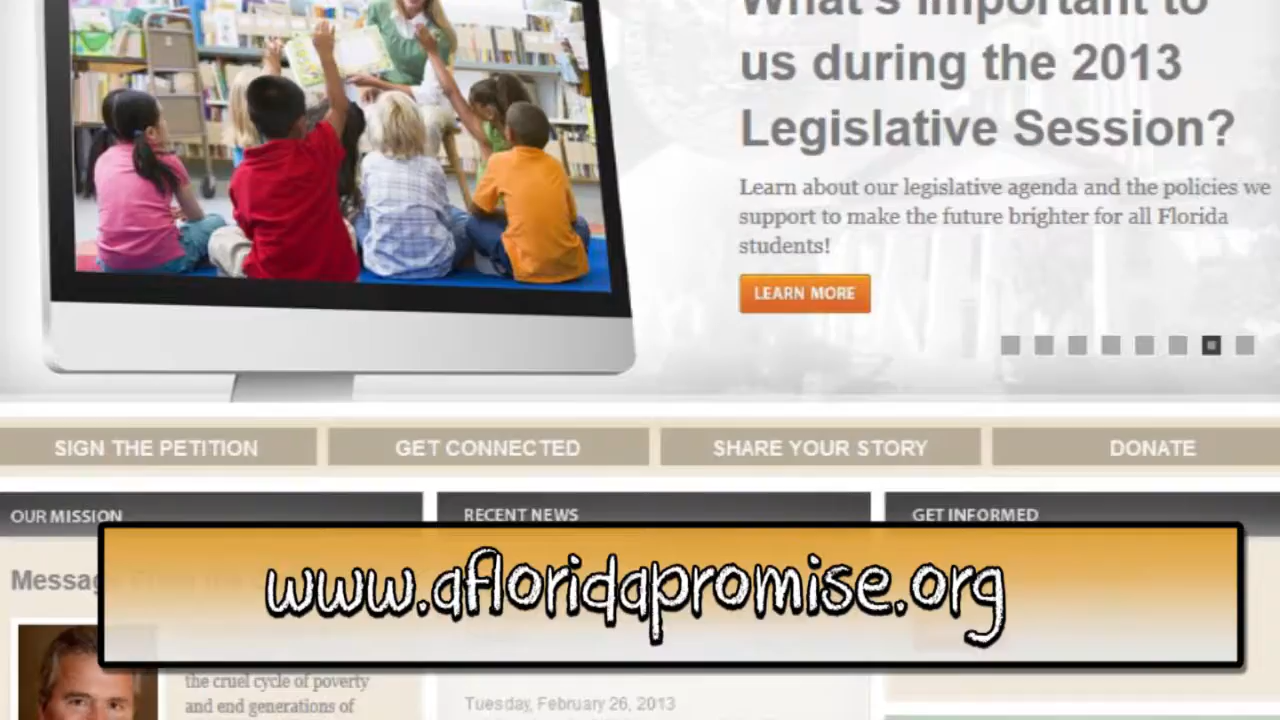 What's important to
us during the 2013
Legislative Session?
Learn about our legislative agenda and the policies we
support to make the future brighter for all Florida
students!
LEARN MORE
SIGN THE PETITION
GET CONNECTED
SHARE YOUR STORY
DONATE
OUR MISSION
RECENT NEWS
GET INFORMED
www.afloridapromise.org
the cruel cycle of poverty
and end generations of
Tuesday, February 26, 2013